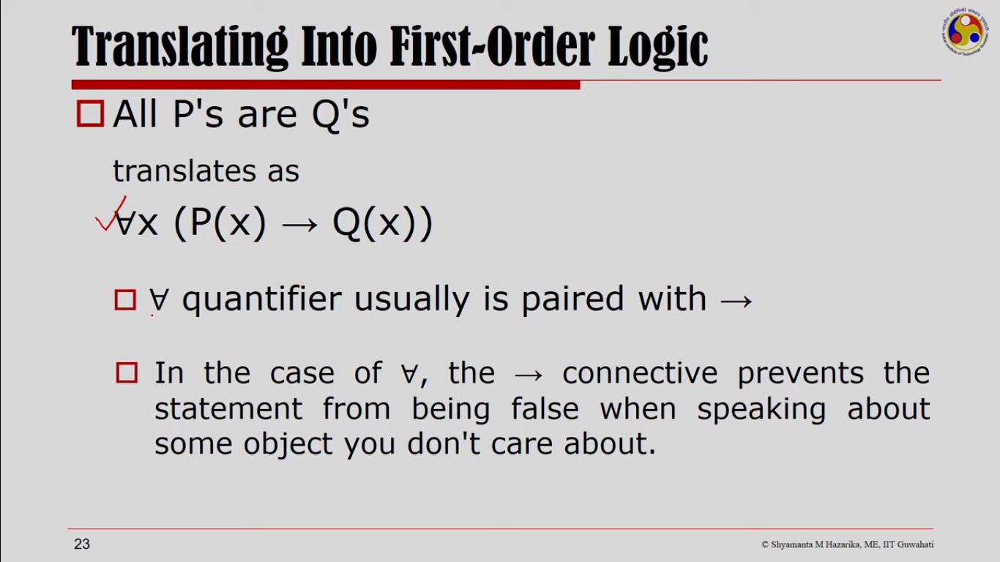 Translating Into First-Order Logic
All P's are Q's
translates as
∀x (P(x) → Q(x))
∀ quantifier usually is paired with →
In the case of ∀, the → connective prevents the
statement from being false when speaking about
some object you don't care about.
23
© Shyamanta M Hazarika, ME, IIT Guwahati